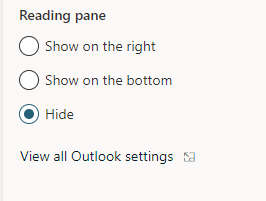 Reading pane
Show on the right
Show on the bottom
Hide
View all Outlook settings